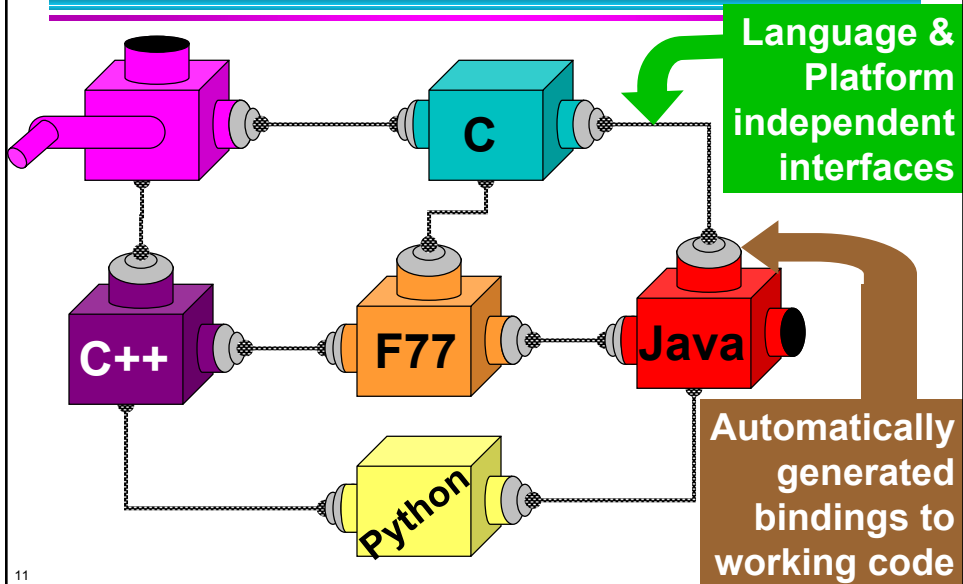 Language &
Platform
independent
interfaces
C
C++
F77
Java
Python
Automatically
generated
bindings to
working code
11